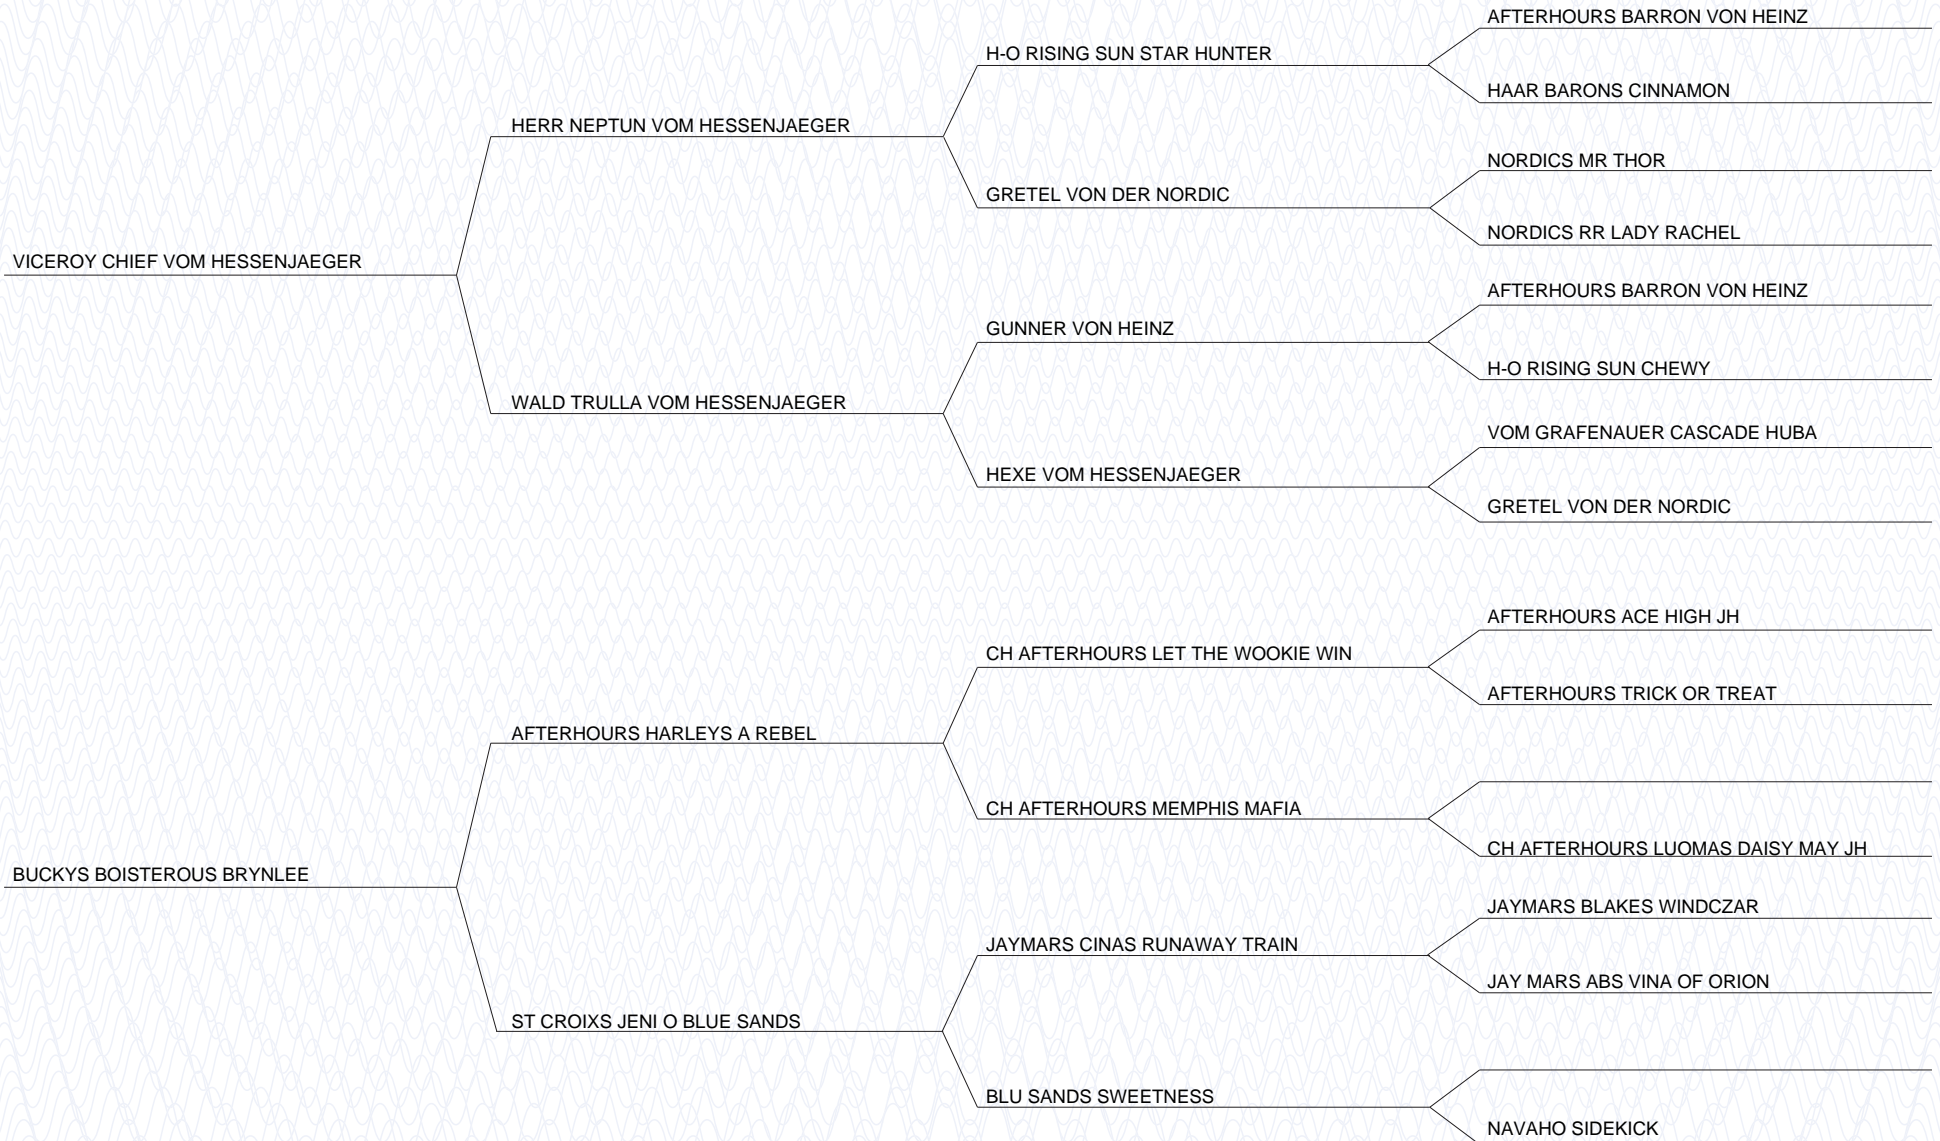 AFTERHOURS BARRON VON HEINZ
H-O RISING SUN STAR HUNTER
HAAR BARONS CINNAMON
HERR NEPTUN VOM HESSENJAEGER
NORDICS MR THOR
GRETEL VON DER NORDIC
NORDICS RR LADY RACHEL
VICEROY CHIEF VOM HESSENJAEGER
AFTERHOURS BARRON VON HEINZ
GUNNER VON HEINZ
H-O RISING SUN CHEWY
WALD TRULLA VOM HESSENJAEGER
VOM GRAFENAUER CASCADE HUBA
HEXE VOM HESSENJAEGER
GRETEL VON DER NORDIC
AFTERHOURS ACE HIGH JH
CH AFTERHOURS LET THE WOOKIE WIN
AFTERHOURS TRICK OR TREAT
AFTERHOURS HARLEYS A REBEL
CH AFTERHOURS MEMPHIS MAFIA
CH AFTERHOURS LUOMAS DAISY MAY JH
BUCKYS BOISTEROUS BRYNLEE
JAYMARS BLAKES WINDCZAR
JAYMARS CINAS RUNAWAY TRAIN
JAY MARS ABS VINA OF ORION
ST CROIXS JENI O BLUE SANDS
BLU SANDS SWEETNESS
NAVAHO SIDEKICK